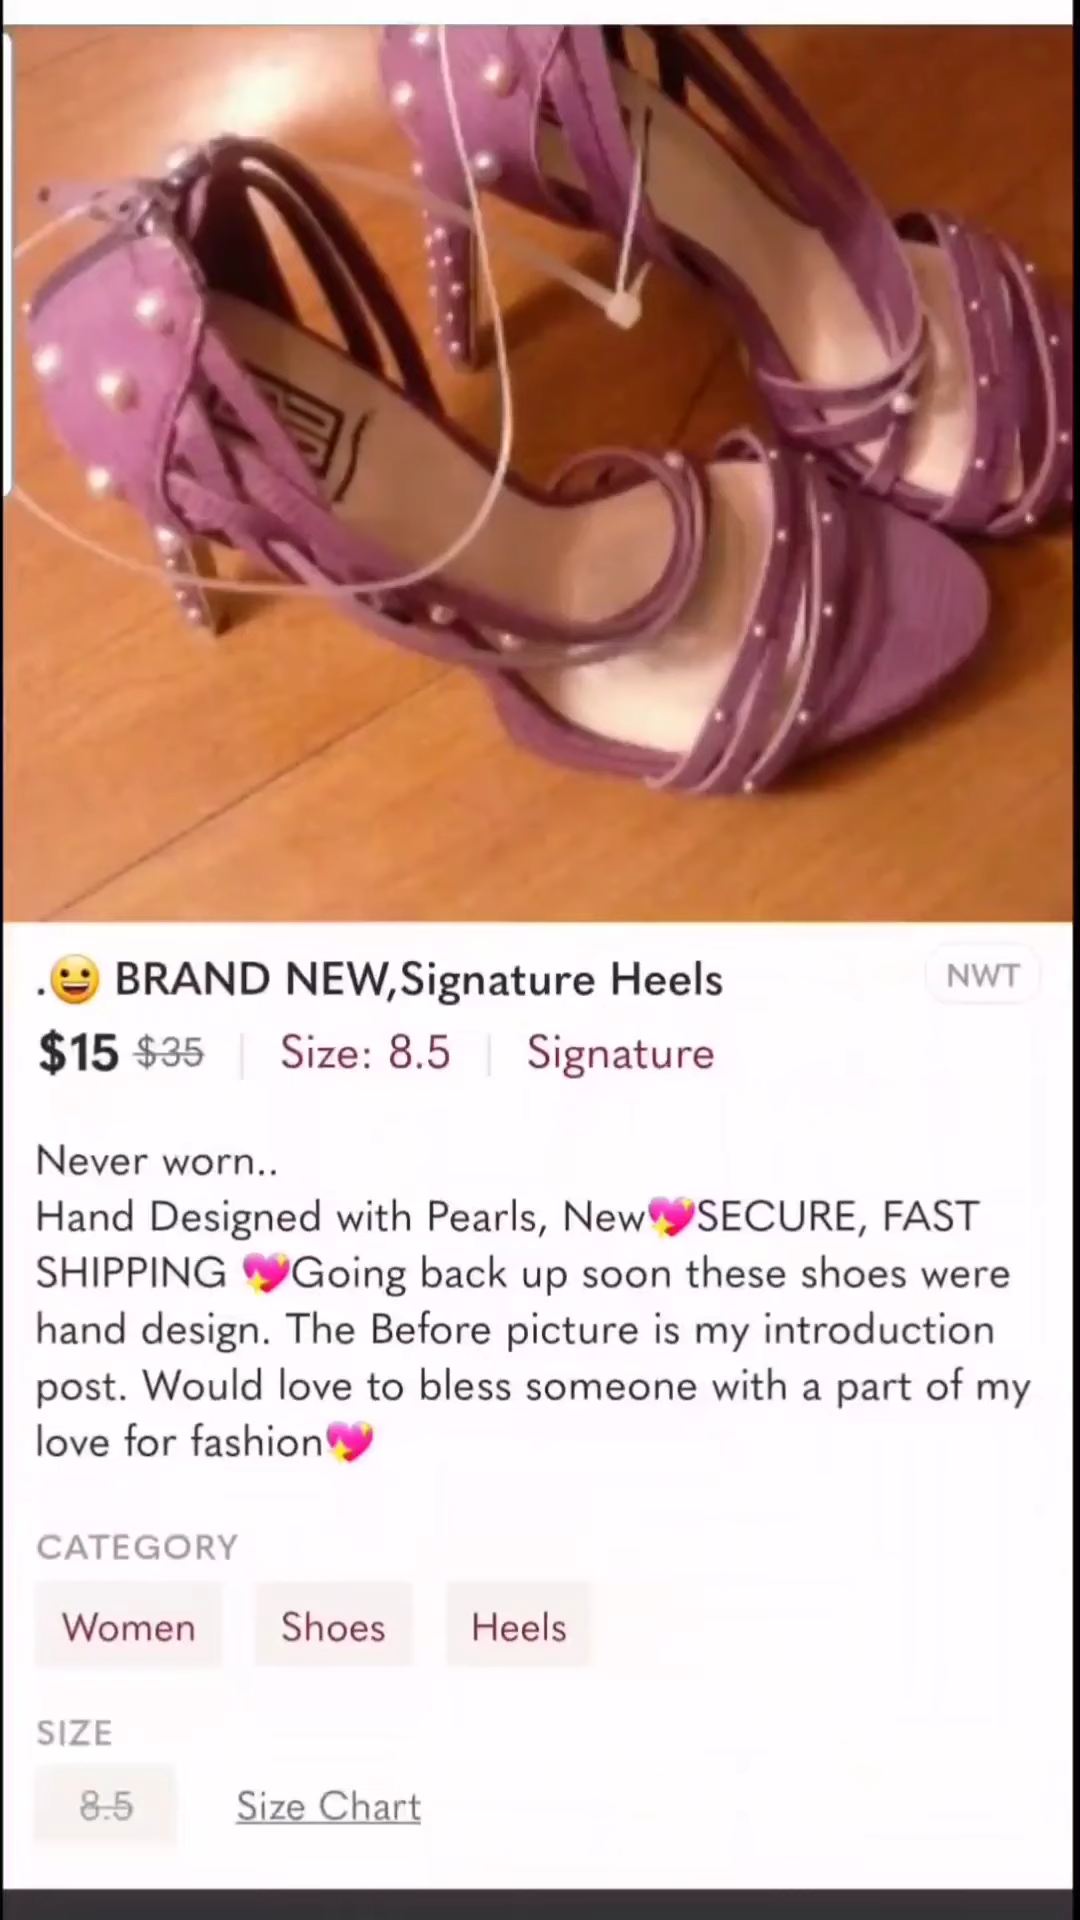 .😀 BRAND NEW,Signature Heels
NWT
$15 $35 | Size: 8.5 | Signature
Never worn..
Hand Designed with Pearls, New💖SECURE, FAST
SHIPPING 💖Going back up soon these shoes were
hand design. The Before picture is my introduction
post. Would love to bless someone with a part of my
love for fashion💖
CATEGORY
Women Shoes Heels
SIZE
8.5 Size Chart